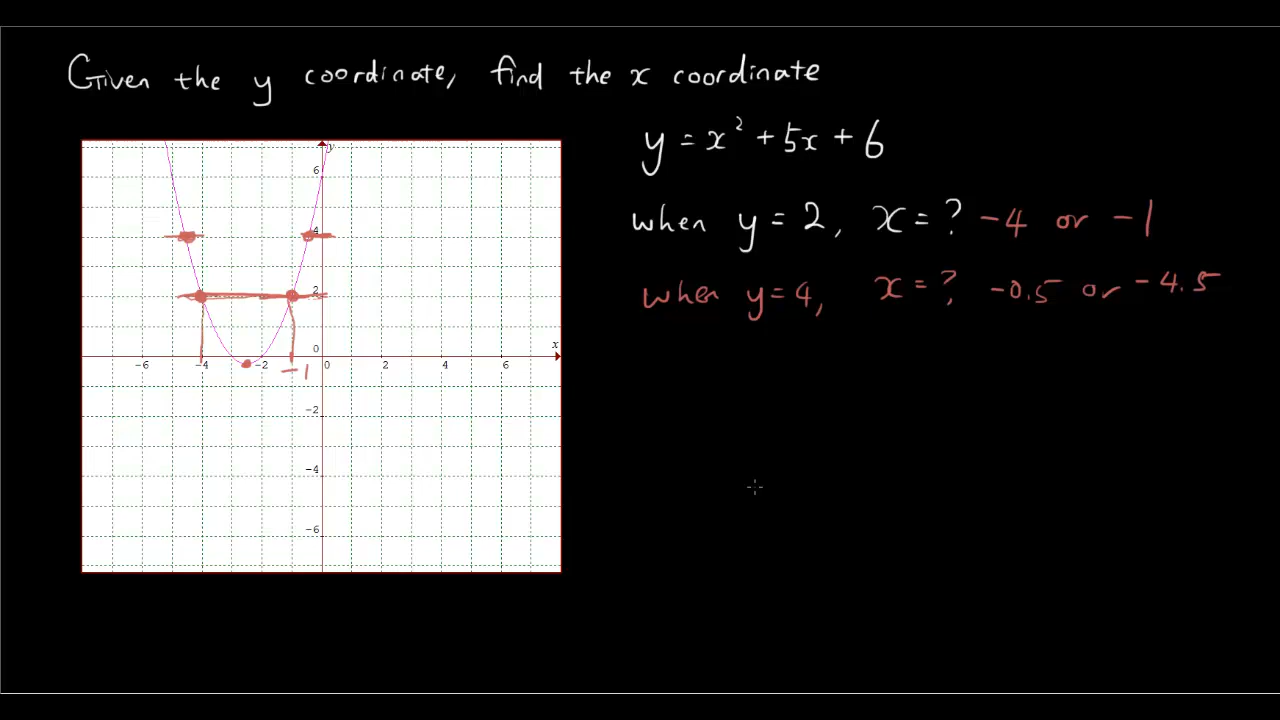 Given the y coordinate, find the x coordinate
y = x² + 5x + 6
when y = 2, x = ? -4 or -1
when y = 4, x = ? -0.5 or -4.5
y
6
4
2
0
x
-6 -4 -2 0 2 4 6
-1
-2
-4
-6